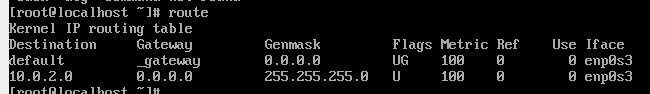 [root@localhost ~]# route
Kernel IP routing table
Destination Gateway Genmask Flags Metric Ref Use Iface
default _gateway 0.0.0.0 UG 100 0 0 enp0s3
10.0.2.0 0.0.0.0 255.255.255.0 U 100 0 0 enp0s3
[root@localhost ~]#